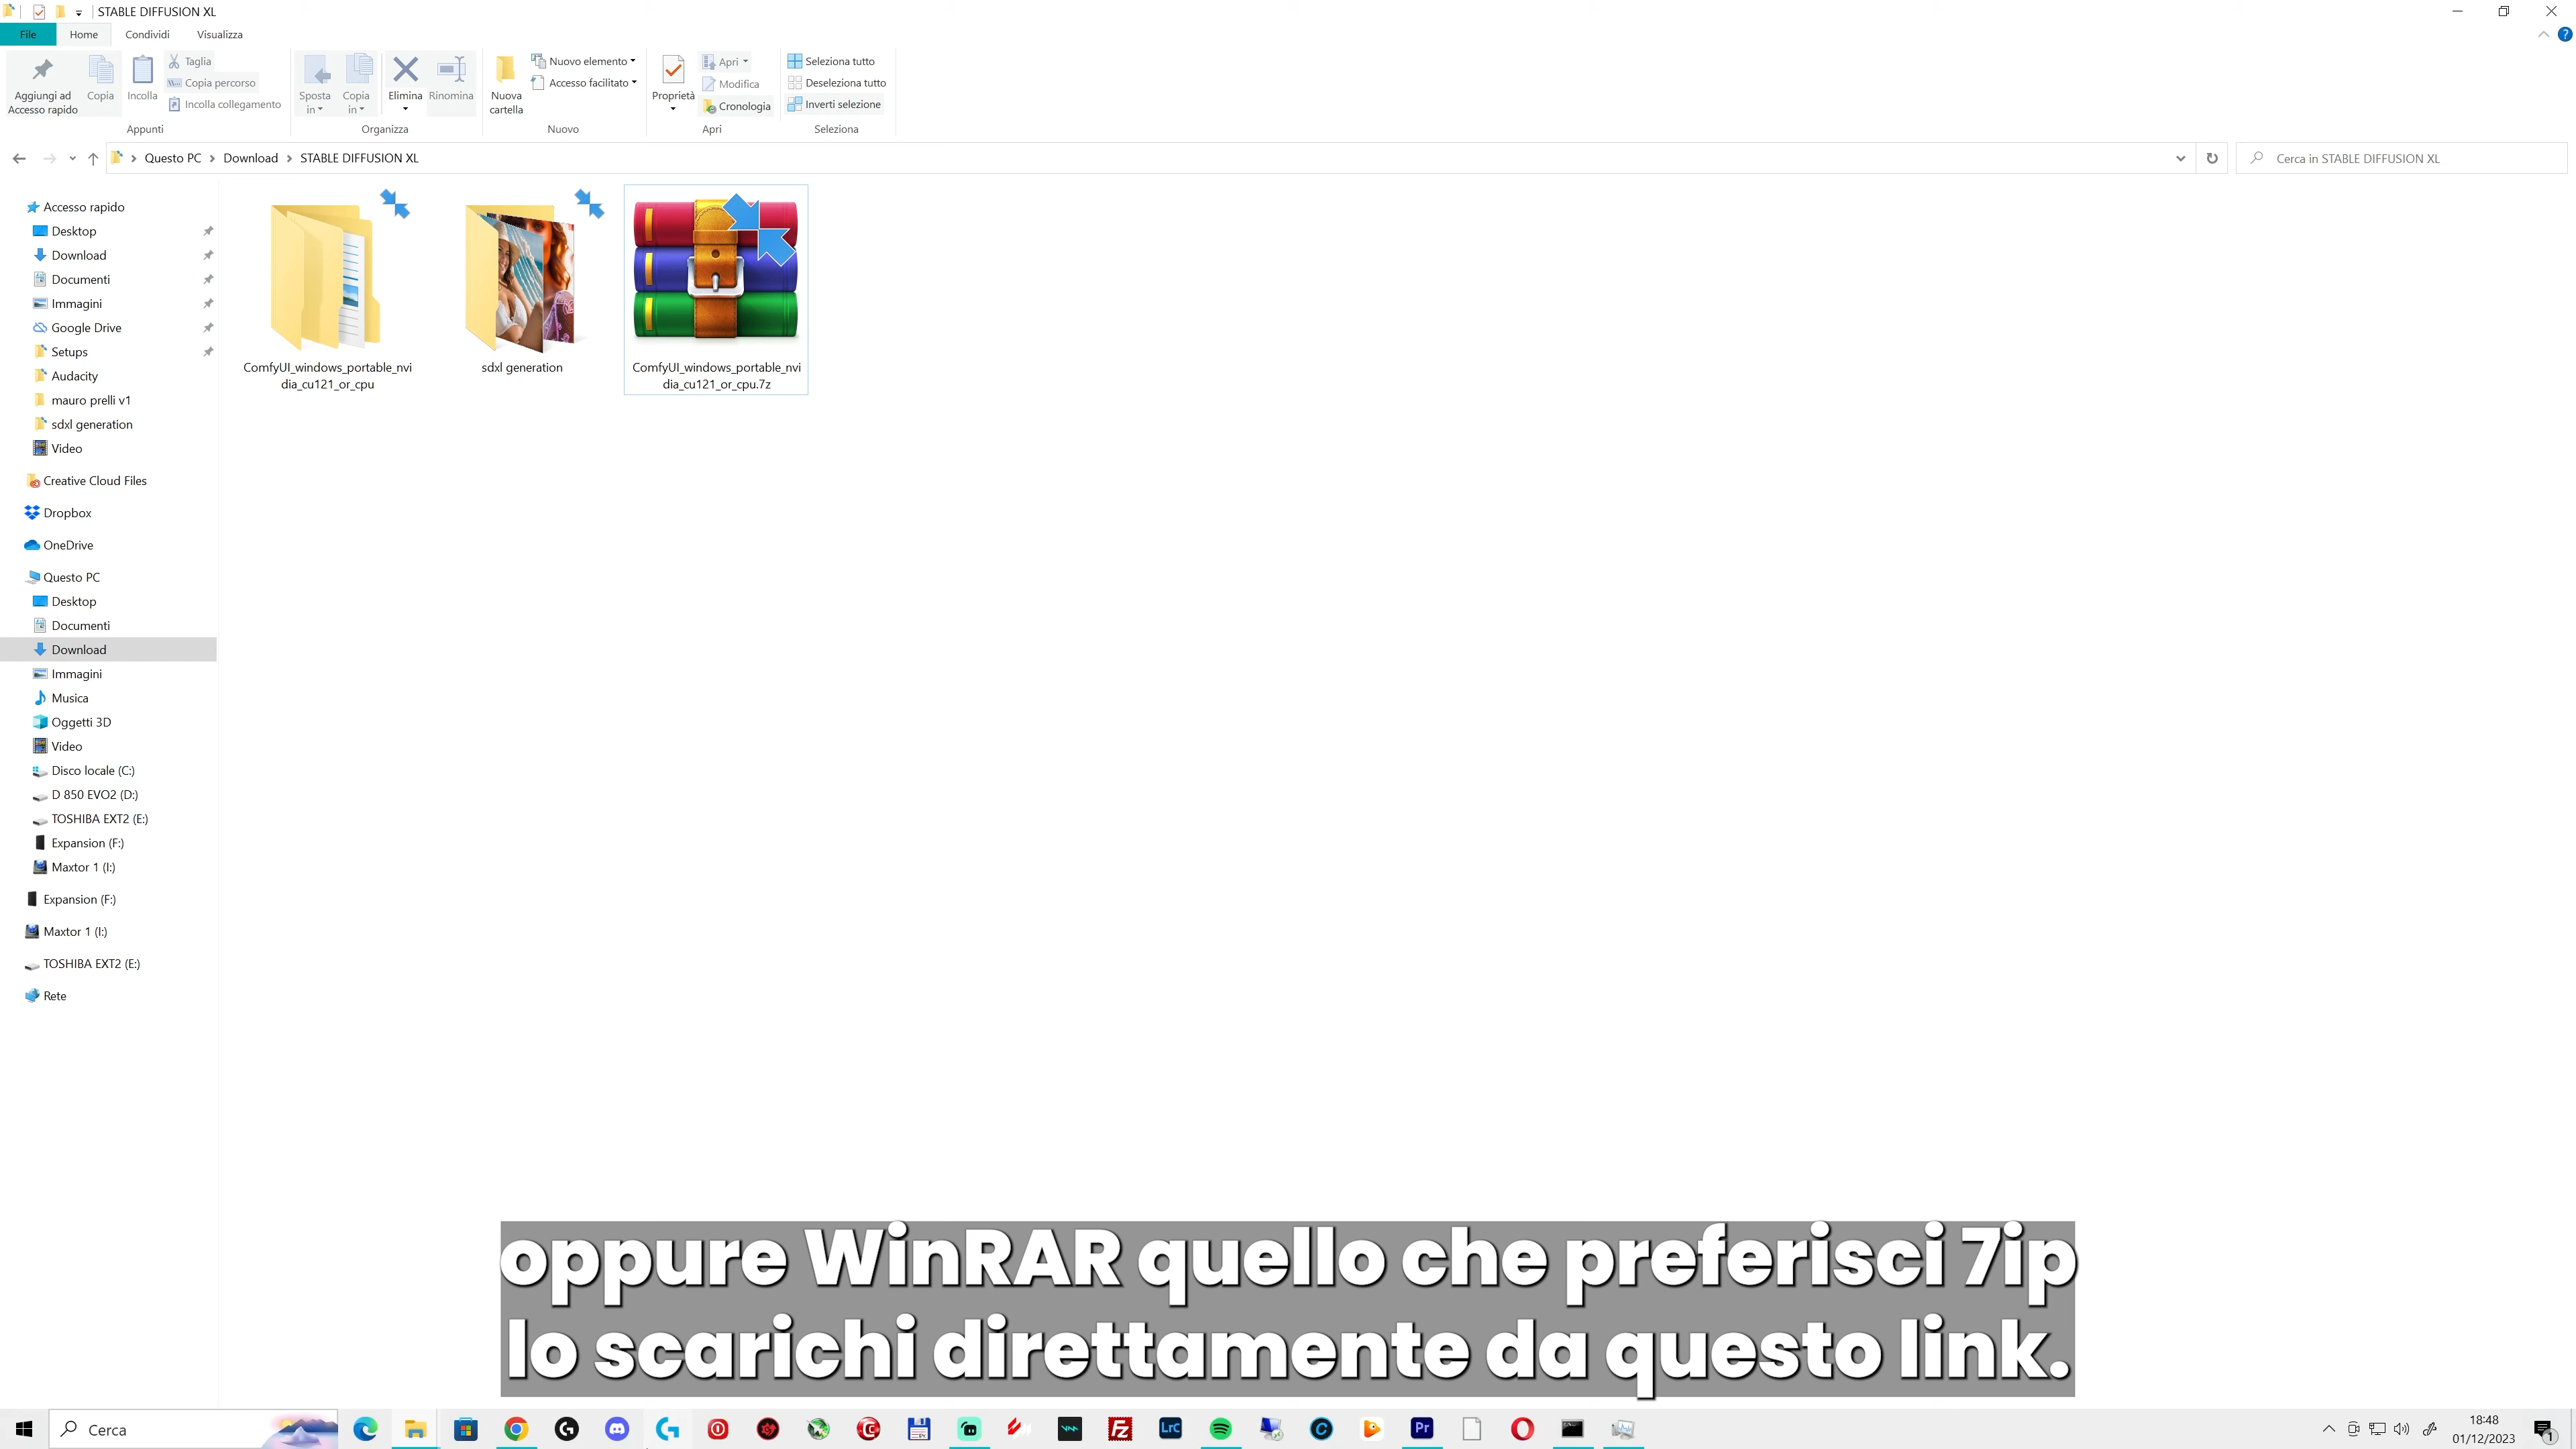 STABLE DIFFUSION XL
File Home Condividi Visualizza
Aggiungi ad
Accesso rapido
Copia
Incolla
Taglia
Copia percorso
Incolla collegamento
Appunti
Sposta
in
Copia
in
Elimina
Rinomina
Organizza
Nuova
cartella
Nuovo elemento
Accesso facilitato
Nuovo
Proprietà
Apri
Modifica
Cronologia
Apri
Seleziona tutto
Deseleziona tutto
Inverti selezione
Seleziona
Questo PC > Download > STABLE DIFFUSION XL
Cerca in STABLE DIFFUSION XL
Accesso rapido
Desktop
Download
Documenti
Immagini
Google Drive
Setups
Audacity
mauro prelli v1
sdxl generation
Video
Creative Cloud Files
Dropbox
OneDrive
Questo PC
Desktop
Documenti
Download
Immagini
Musica
Oggetti 3D
Video
Disco locale (C:)
D 850 EVO2 (D:)
TOSHIBA EXT2 (E:)
Expansion (F:)
Maxtor 1 (I:)
Expansion (F:)
Maxtor 1 (I:)
TOSHIBA EXT2 (E:)
Rete
ComfyUI_windows_portable_nvi
dia_cu121_or_cpu
sdxl generation
ComfyUI_windows_portable_nvi
dia_cu121_or_cpu.7z
oppure WinRAR quello che preferisci 7ip
lo scarichi direttamente da questo link.
Cerca
LrC
Pr
18:48
01/12/2023
1